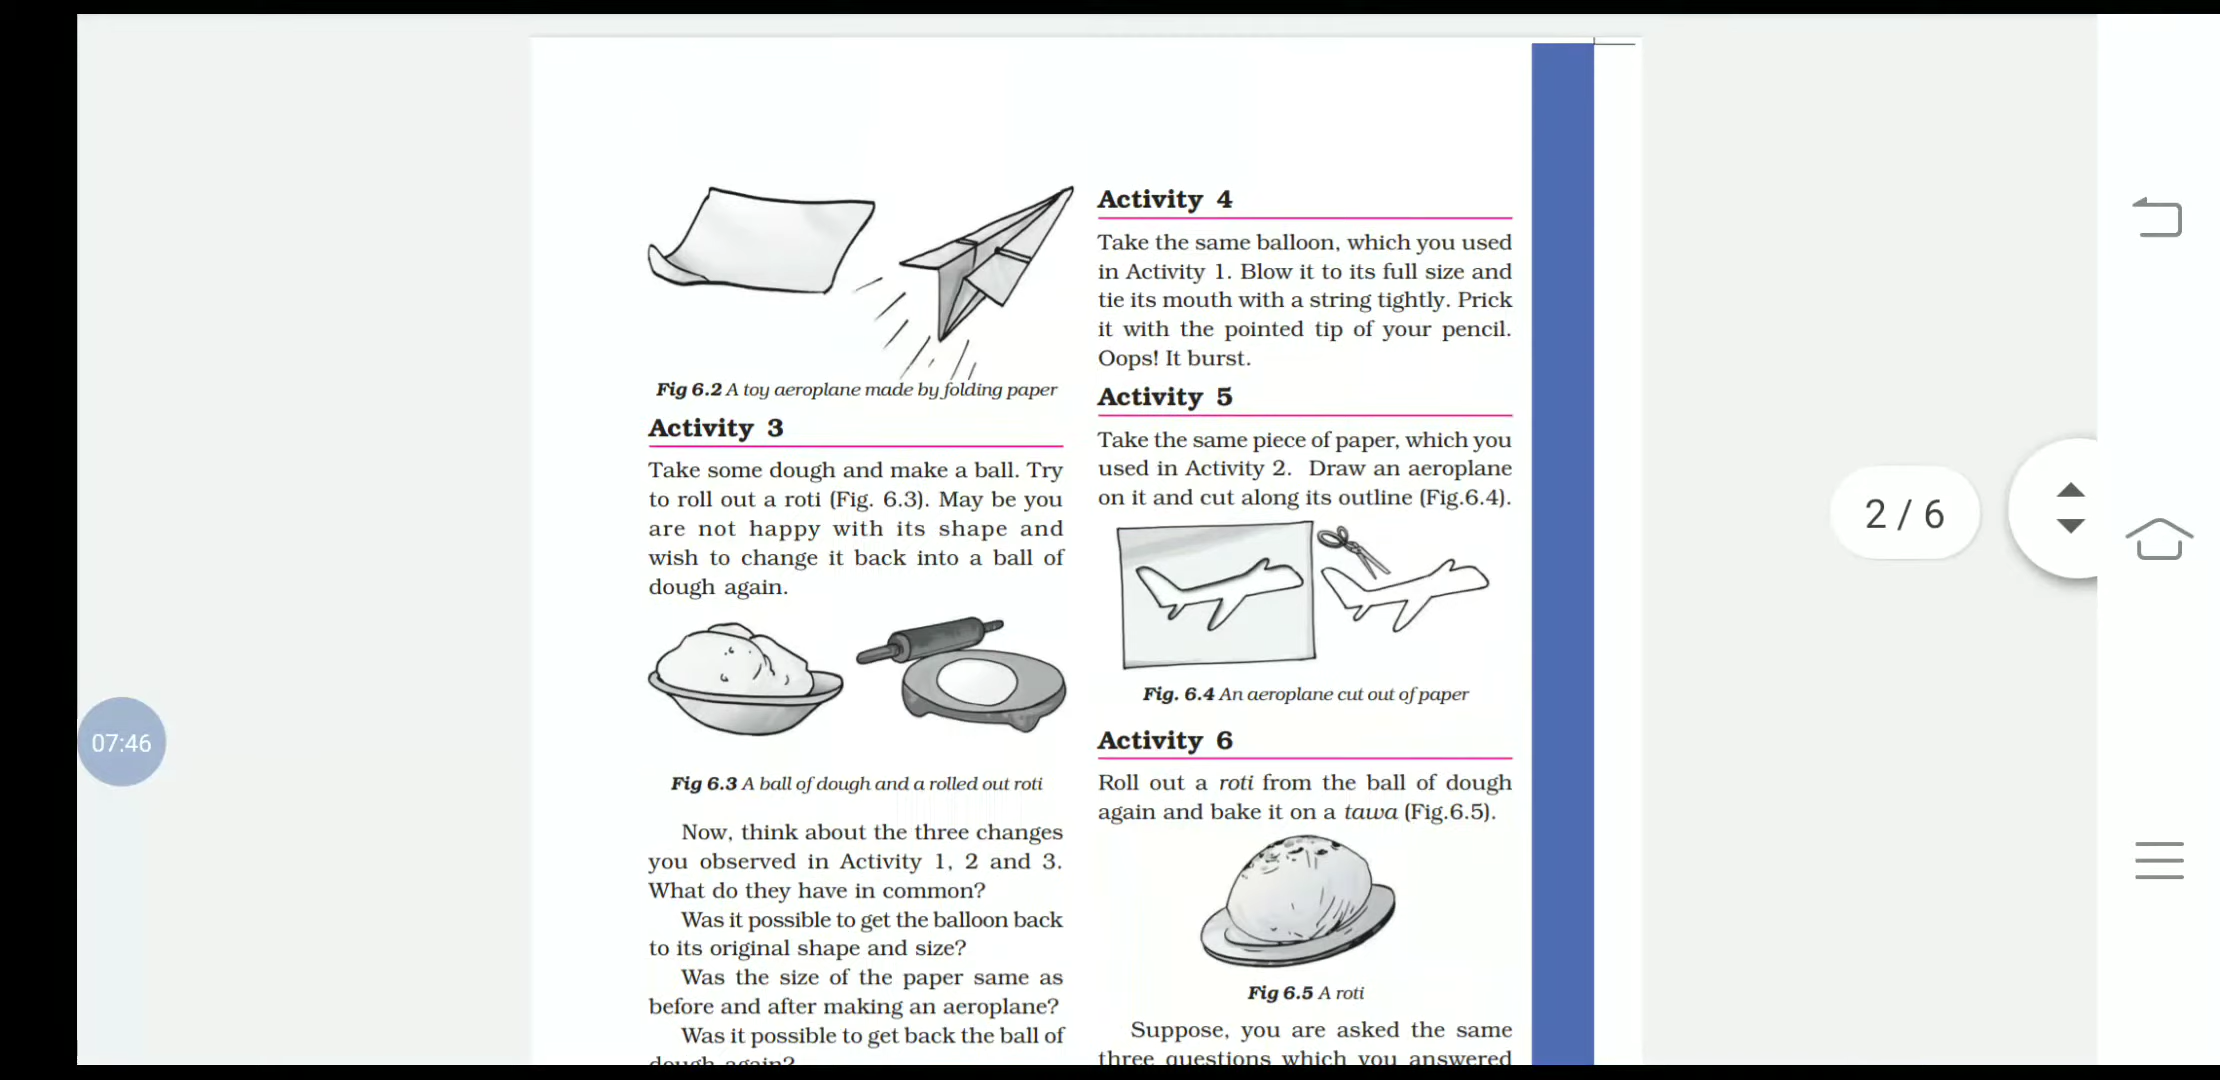 Fig 6.2 A toy aeroplane made by folding paper
Activity 3
Take some dough and make a ball. Try
to roll out a roti (Fig. 6.3). May be you
are not happy with its shape and
wish to change it back into a ball of
dough again.
Fig 6.3 A ball of dough and a rolled out roti
Now, think about the three changes
you observed in Activity 1, 2 and 3.
What do they have in common?
Was it possible to get the balloon back
to its original shape and size?
Was the size of the paper same as
before and after making an aeroplane?
Was it possible to get back the ball of
dough again?
Activity 4
Take the same balloon, which you used
in Activity 1. Blow it to its full size and
tie its mouth with a string tightly. Prick
it with the pointed tip of your pencil.
Oops! It burst.
Activity 5
Take the same piece of paper, which you
used in Activity 2. Draw an aeroplane
on it and cut along its outline (Fig.6.4).
Fig. 6.4 An aeroplane cut out of paper
Activity 6
Roll out a roti from the ball of dough
again and bake it on a tawa (Fig.6.5).
Fig 6.5 A roti
Suppose, you are asked the same
three questions which you answered
2 / 6
07:46